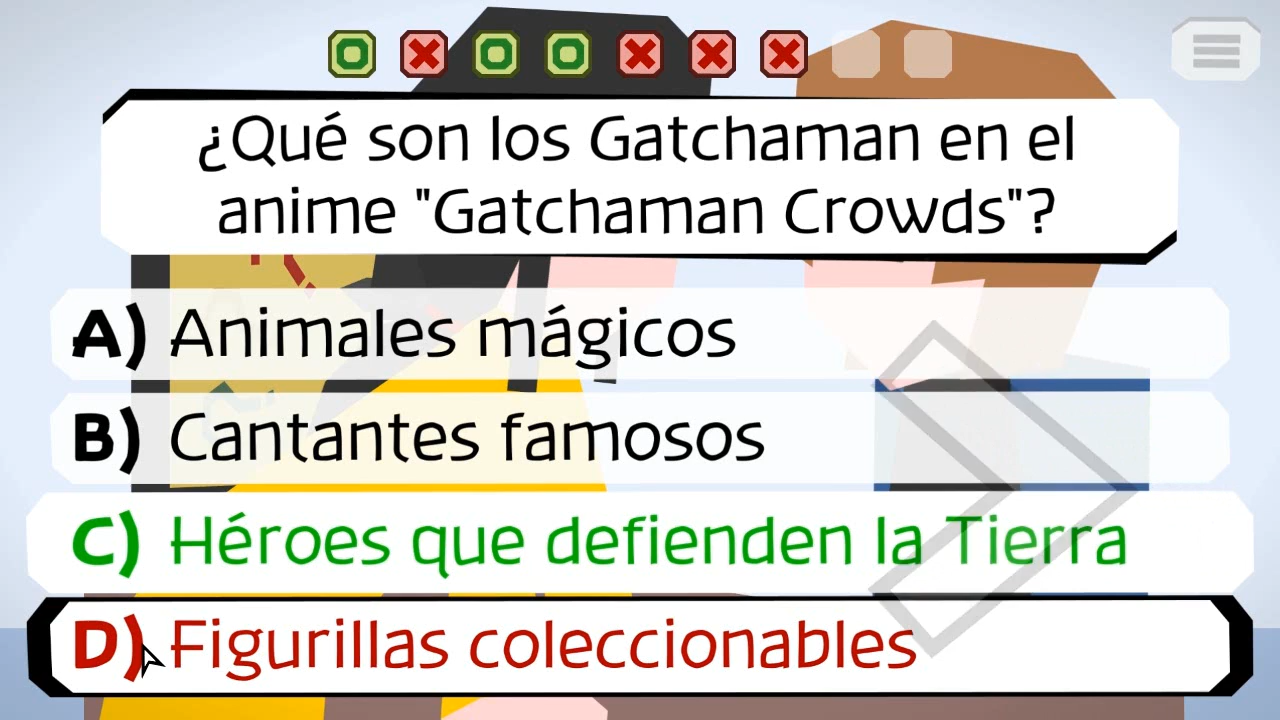 ¿Qué son los Gatchaman en el
anime "Gatchaman Crowds"?
A) Animales mágicos
B) Cantantes famosos
C) Héroes que defienden la Tierra
D) Figurillas coleccionables